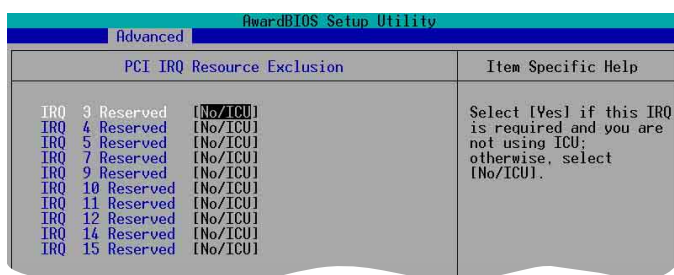 AwardBIOS Setup Utility
Advanced
PCI IRQ Resource Exclusion
IRQ 3 Reserved [No/ICU]
IRQ 4 Reserved [No/ICU]
IRQ 5 Reserved [No/ICU]
IRQ 7 Reserved [No/ICU]
IRQ 9 Reserved [No/ICU]
IRQ 10 Reserved [No/ICU]
IRQ 11 Reserved [No/ICU]
IRQ 12 Reserved [No/ICU]
IRQ 14 Reserved [No/ICU]
IRQ 15 Reserved [No/ICU]
Item Specific Help
Select [Yes] if this IRQ
is required and you are
not using ICU;
otherwise, select
[No/ICU].